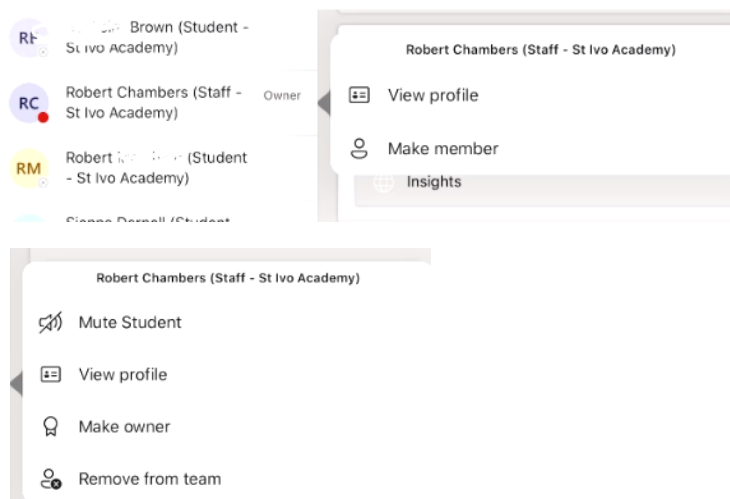 Brown (Student -
St Ivo Academy)
RC
Robert Chambers (Staff -
St Ivo Academy)
Owner
RM
Robert (Student
- St Ivo Academy)
Robert Chambers (Staff - St Ivo Academy)
View profile
Make member
Insights
Robert Chambers (Staff - St Ivo Academy)
Mute Student
View profile
Make owner
Remove from team